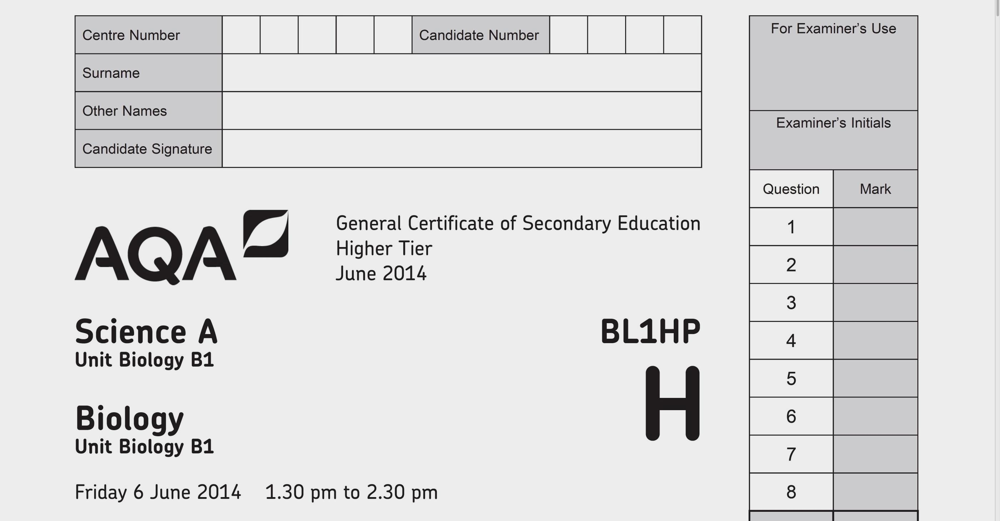 Centre Number
Candidate Number
Surname
Other Names
Candidate Signature
For Examiner’s Use
Examiner’s Initials
Question Mark
1
2
3
4
5
6
7
8
AQA
General Certificate of Secondary Education
Higher Tier
June 2014
Science A
Unit Biology B1
BL1HP
H
Biology
Unit Biology B1
Friday 6 June 2014 1.30 pm to 2.30 pm